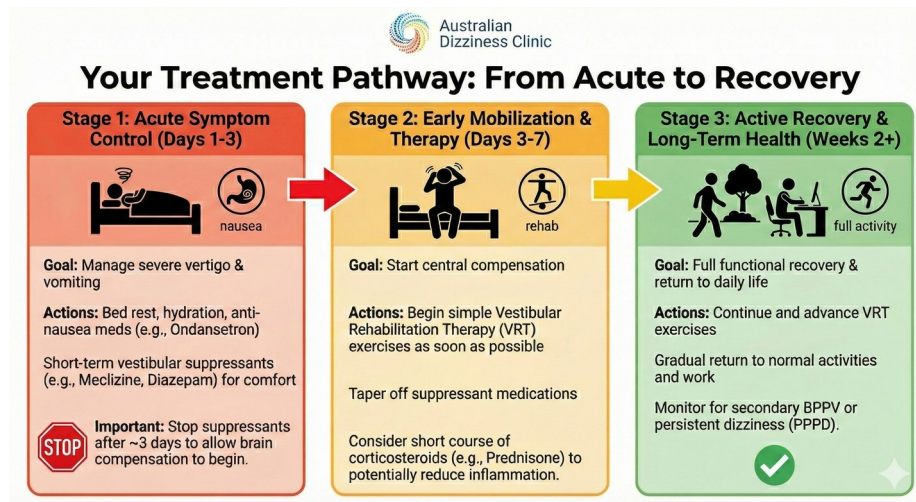 Australian
Dizziness Clinic
Your Treatment Pathway: From Acute to Recovery
Stage 1: Acute Symptom
Control (Days 1-3)
nausea
Goal: Manage severe vertigo &
vomiting
Actions: Bed rest, hydration, anti-
nausea meds (e.g., Ondansetron)
Short-term vestibular suppressants
(e.g., Meclizine, Diazepam) for comfort
STOP
Important: Stop suppressants
after ~3 days to allow brain
compensation to begin.
Stage 2: Early Mobilization &
Therapy (Days 3-7)
rehab
Goal: Start central compensation
Actions: Begin simple Vestibular
Rehabilitation Therapy (VRT)
exercises as soon as possible
Taper off suppressant medications
Consider short course of
corticosteroids (e.g., Prednisone) to
potentially reduce inflammation.
Stage 3: Active Recovery &
Long-Term Health (Weeks 2+)
full activity
Goal: Full functional recovery &
return to daily life
Actions: Continue and advance VRT
exercises
Gradual return to normal activities
and work
Monitor for secondary BPPV or
persistent dizziness (PPPD).